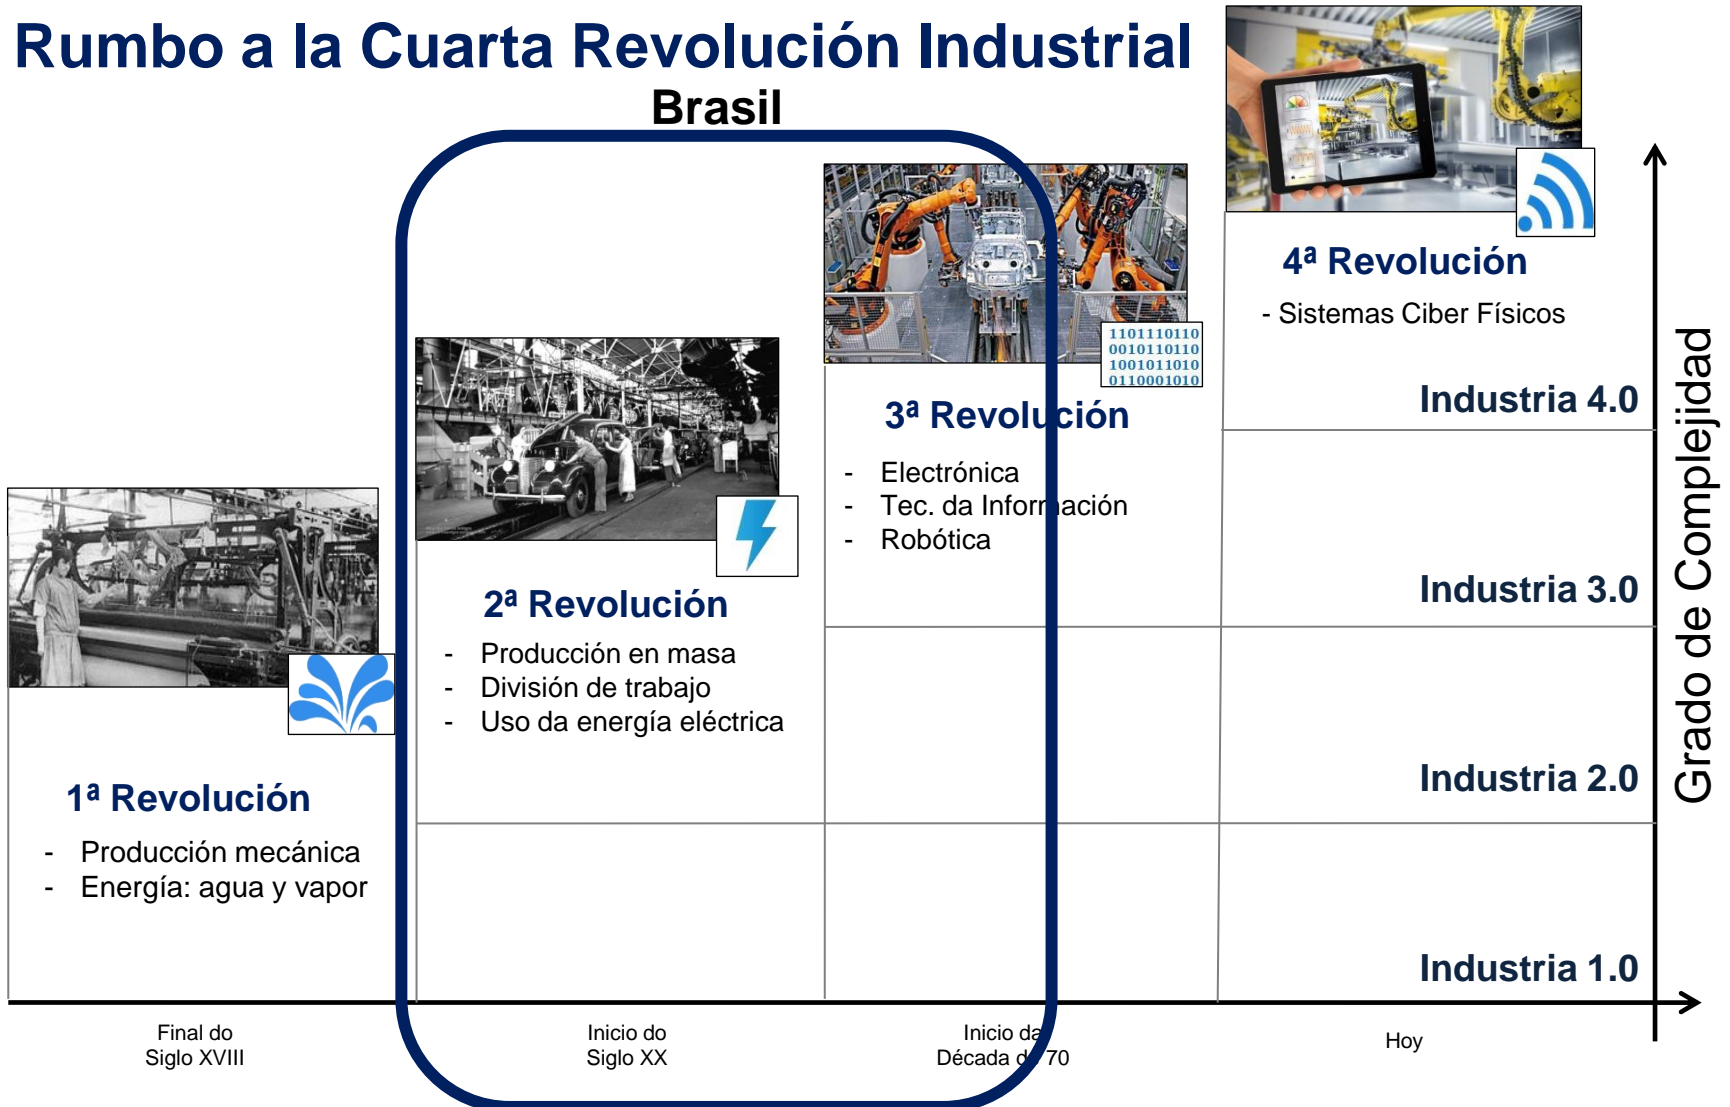 Rumbo a la Cuarta Revolución Industrial
Brasil
4ª Revolución
- Sistemas Ciber Físicos
1101110110
0010110110
1001011010
0110001010
3ª Revolución
- Electrónica
- Tec. da Información
- Robótica
2ª Revolución
- Producción en masa
- División de trabajo
- Uso da energía eléctrica
1ª Revolución
- Producción mecánica
- Energía: agua y vapor
Industria 4.0
Industria 3.0
Industria 2.0
Industria 1.0
Grado de Complejidad
Final do
Siglo XVIII
Inicio do
Siglo XX
Inicio da
Década de 70
Hoy